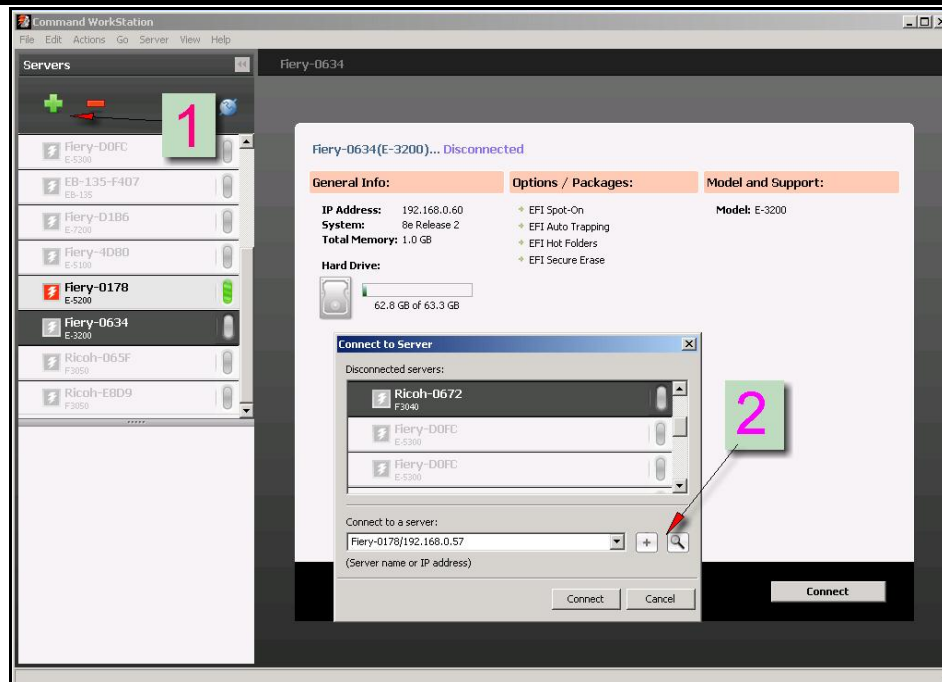 Command WorkStation
File Edit Actions Go Server View Help
Servers
Fiery-0634
1
Fiery-D0FC
E-5300
EB-135-F407
EB-135
Fiery-D1B6
E-7200
Fiery-4D80
E-5100
Fiery-0178
E-5200
Fiery-0634
E-3200
Ricoh-065F
F3050
Ricoh-E8D9
F3050
Fiery-0634(E-3200)... Disconnected
General Info:
Options / Packages:
Model and Support:
IP Address: 192.168.0.60
System: 8e Release 2
Total Memory: 1.0 GB
Hard Drive:
62.8 GB of 63.3 GB
EFI Spot-On
EFI Auto Trapping
EFI Hot Folders
EFI Secure Erase
Model: E-3200
Connect to Server
Disconnected servers:
Ricoh-0672
F3040
Fiery-D0FC
E-5300
Fiery-D0FC
E-5300
2
Connect to a server:
Fiery-0178/192.168.0.57
(Server name or IP address)
Connect Cancel
Connect